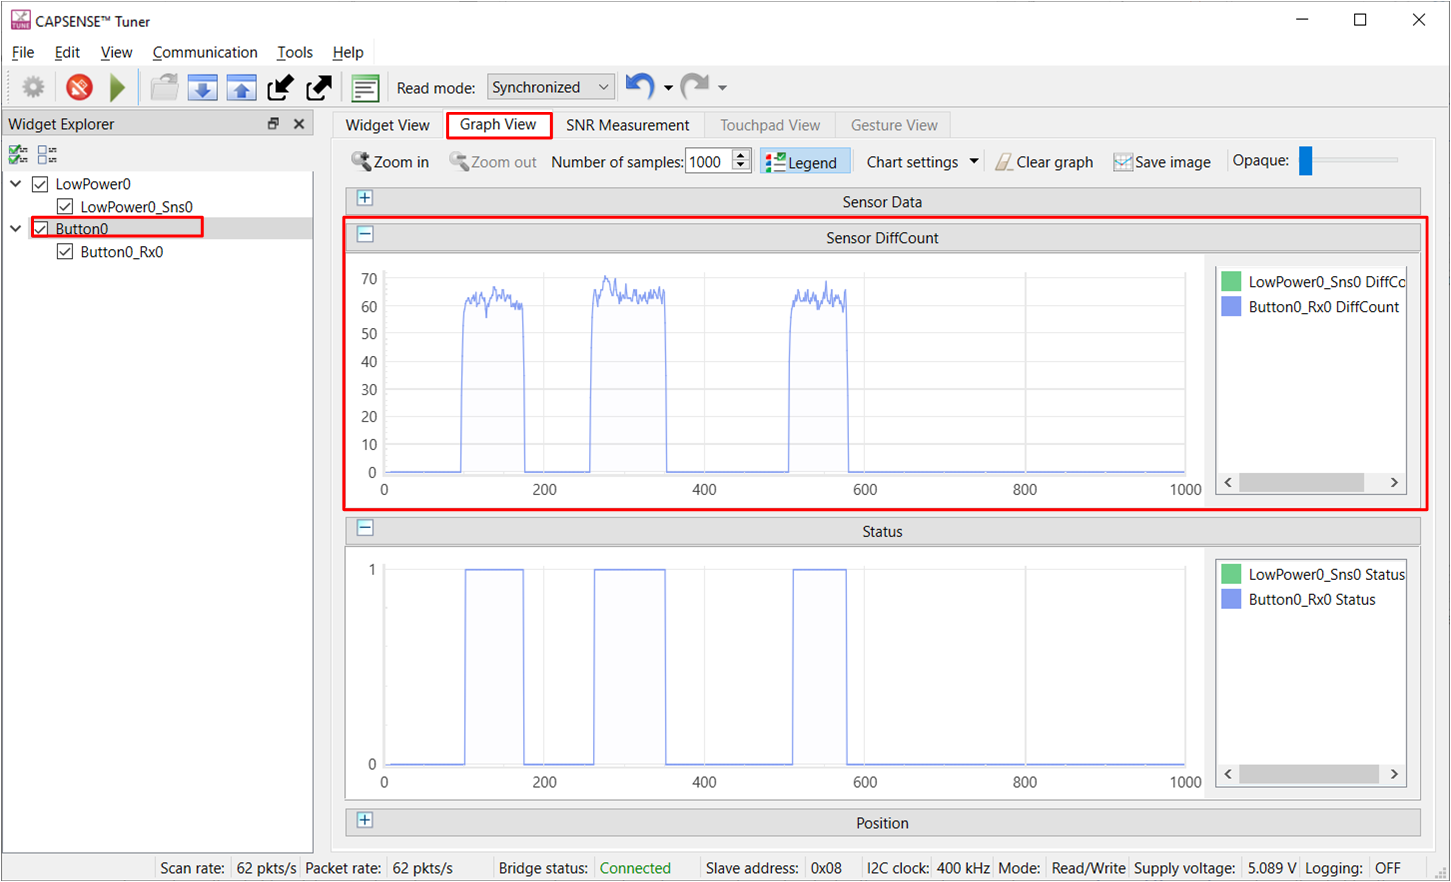 CAPSENSE™ Tuner
File Edit View Communication Tools Help
Read mode: Synchronized
Widget Explorer
LowPower0
LowPower0_Sns0
Button0
Button0_Rx0
Widget View Graph View SNR Measurement Touchpad View Gesture View
Zoom in Zoom out Number of samples: 1000 Legend Chart settings Clear graph Save image Opaque:
Sensor Data
Sensor DiffCount
70
60
50
40
30
20
10
0
0 200 400 600 800 1000
LowPower0_Sns0 DiffCo
Button0_Rx0 DiffCount
Status
1
0
0 200 400 600 800 1000
LowPower0_Sns0 Status
Button0_Rx0 Status
Position
Scan rate: 62 pkts/s Packet rate: 62 pkts/s Bridge status: Connected Slave address: 0x08 I2C clock: 400 kHz Mode: Read/Write Supply voltage: 5.089 V Logging: OFF